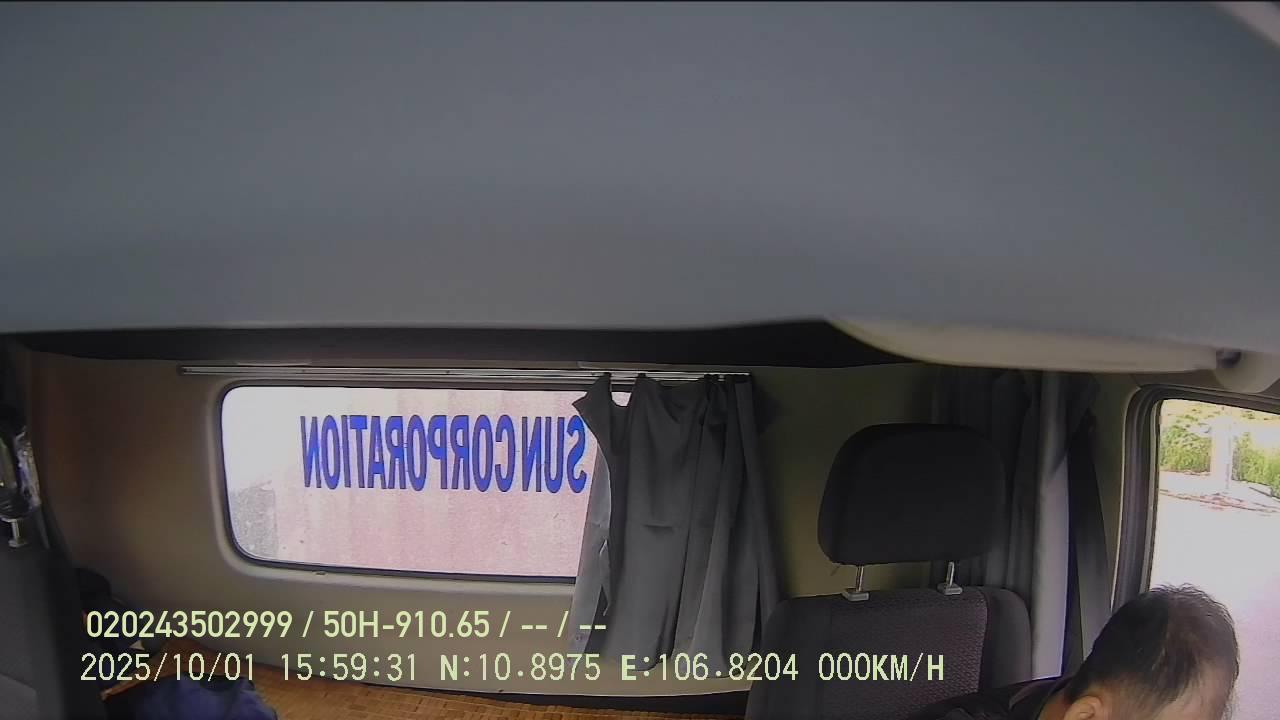 SUN CORPORATION
020243502999 / 50H-910.65 / -- / --
2025/10/01 15:59:31 N:10.8975 E:106.8204 000KM/H